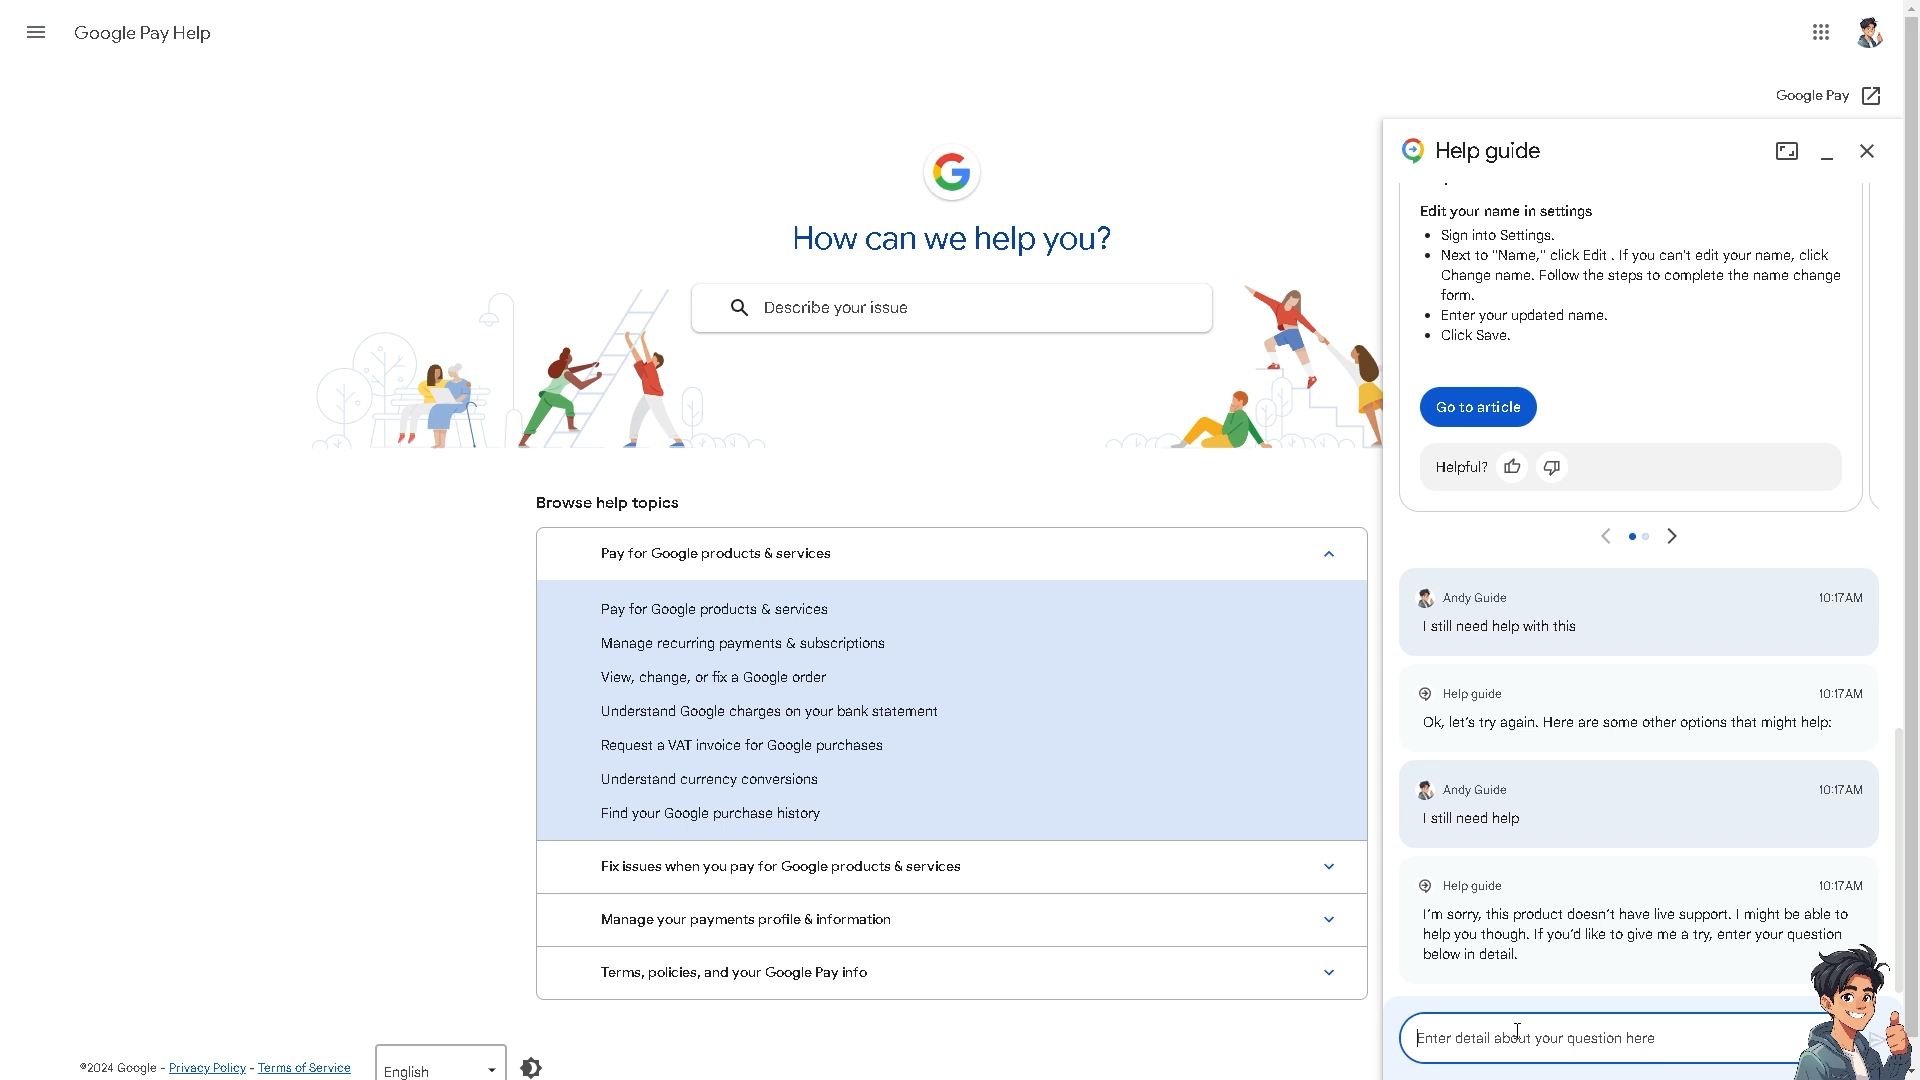 Google Pay Help
Google Pay
How can we help you?
Describe your issue
Browse help topics
Pay for Google products & services
Pay for Google products & services
Manage recurring payments & subscriptions
View, change, or fix a Google order
Understand Google charges on your bank statement
Request a VAT invoice for Google purchases
Understand currency conversions
Find your Google purchase history
Fix issues when you pay for Google products & services
Manage your payments profile & information
Terms, policies, and your Google Pay info
©2024 Google - Privacy Policy - Terms of Service
English
Help guide
Edit your name in settings
• Sign into Settings.
• Next to "Name," click Edit . If you can't edit your name, click
Change name. Follow the steps to complete the name change
form.
• Enter your updated name.
• Click Save.
Go to article
Helpful?
Andy Guide 10:17 AM
I still need help with this
Help guide 10:17 AM
Ok, let's try again. Here are some other options that might help:
Andy Guide 10:17 AM
I still need help
Help guide 10:17 AM
I'm sorry, this product doesn't have live support. I might be able to
help you though. If you'd like to give me a try, enter your question
below in detail.
Enter detail about your question here